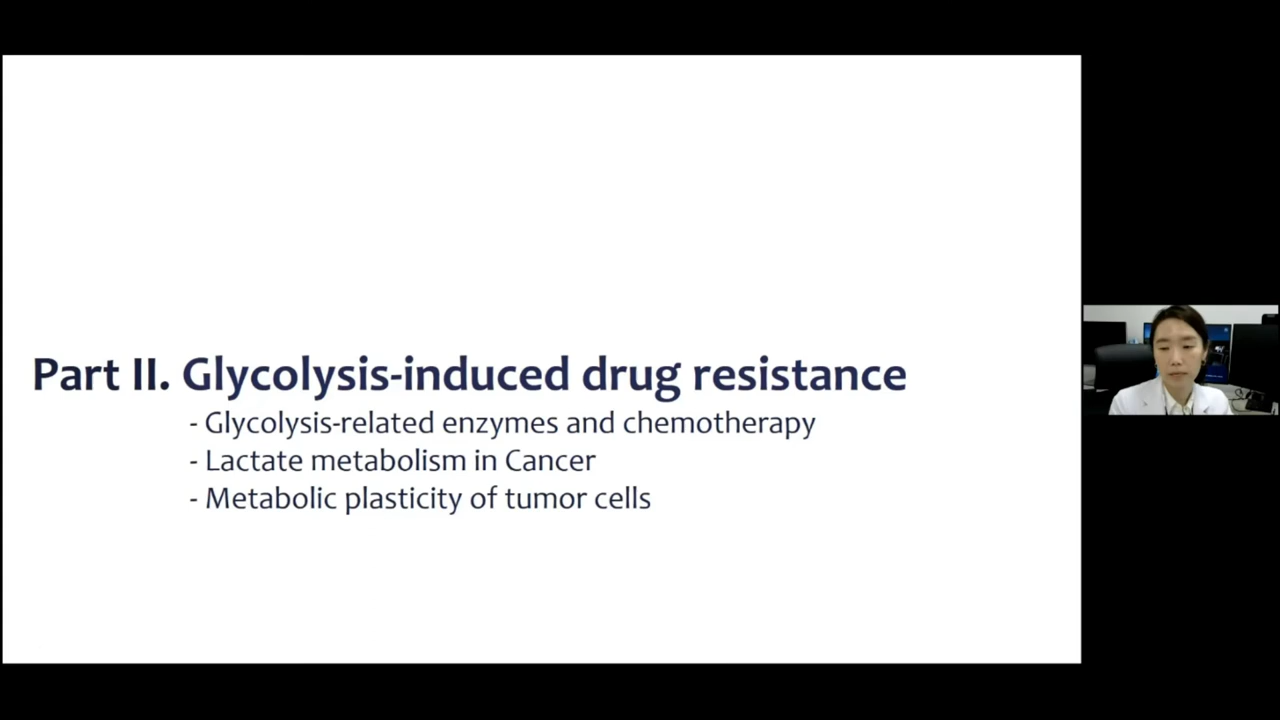 Part II. Glycolysis-induced drug resistance
- Glycolysis-related enzymes and chemotherapy
- Lactate metabolism in Cancer
- Metabolic plasticity of tumor cells